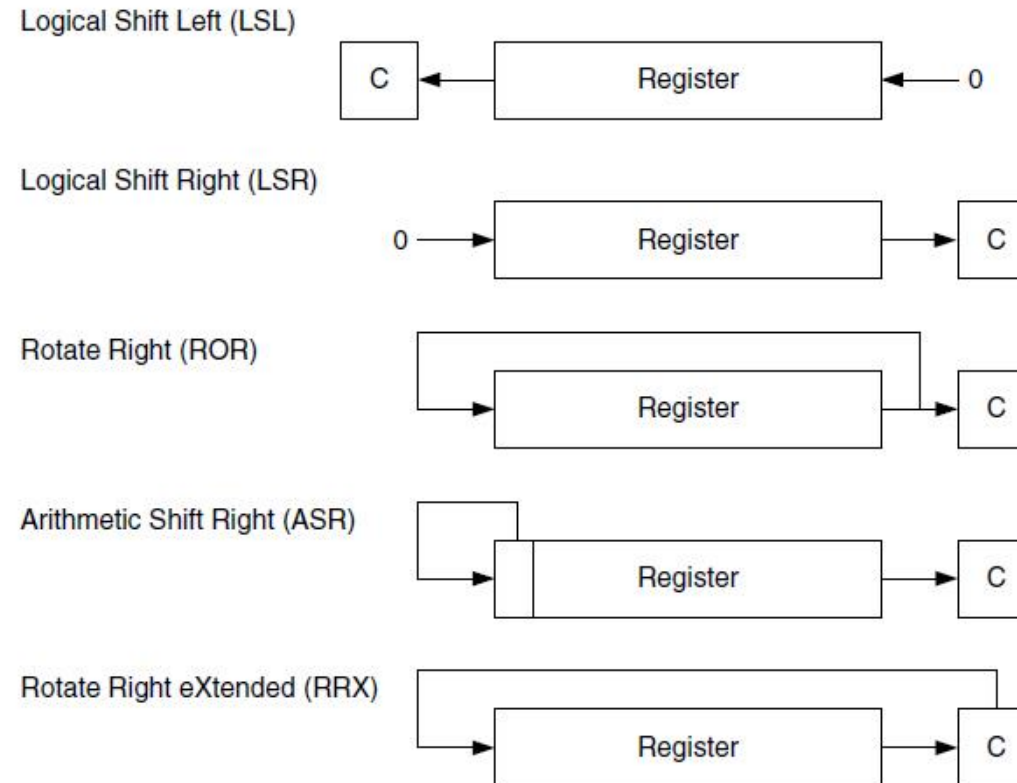 Logical Shift Left (LSL)
C Register 0
Logical Shift Right (LSR)
0 Register C
Rotate Right (ROR)
Register C
Arithmetic Shift Right (ASR)
Register C
Rotate Right eXtended (RRX)
Register C